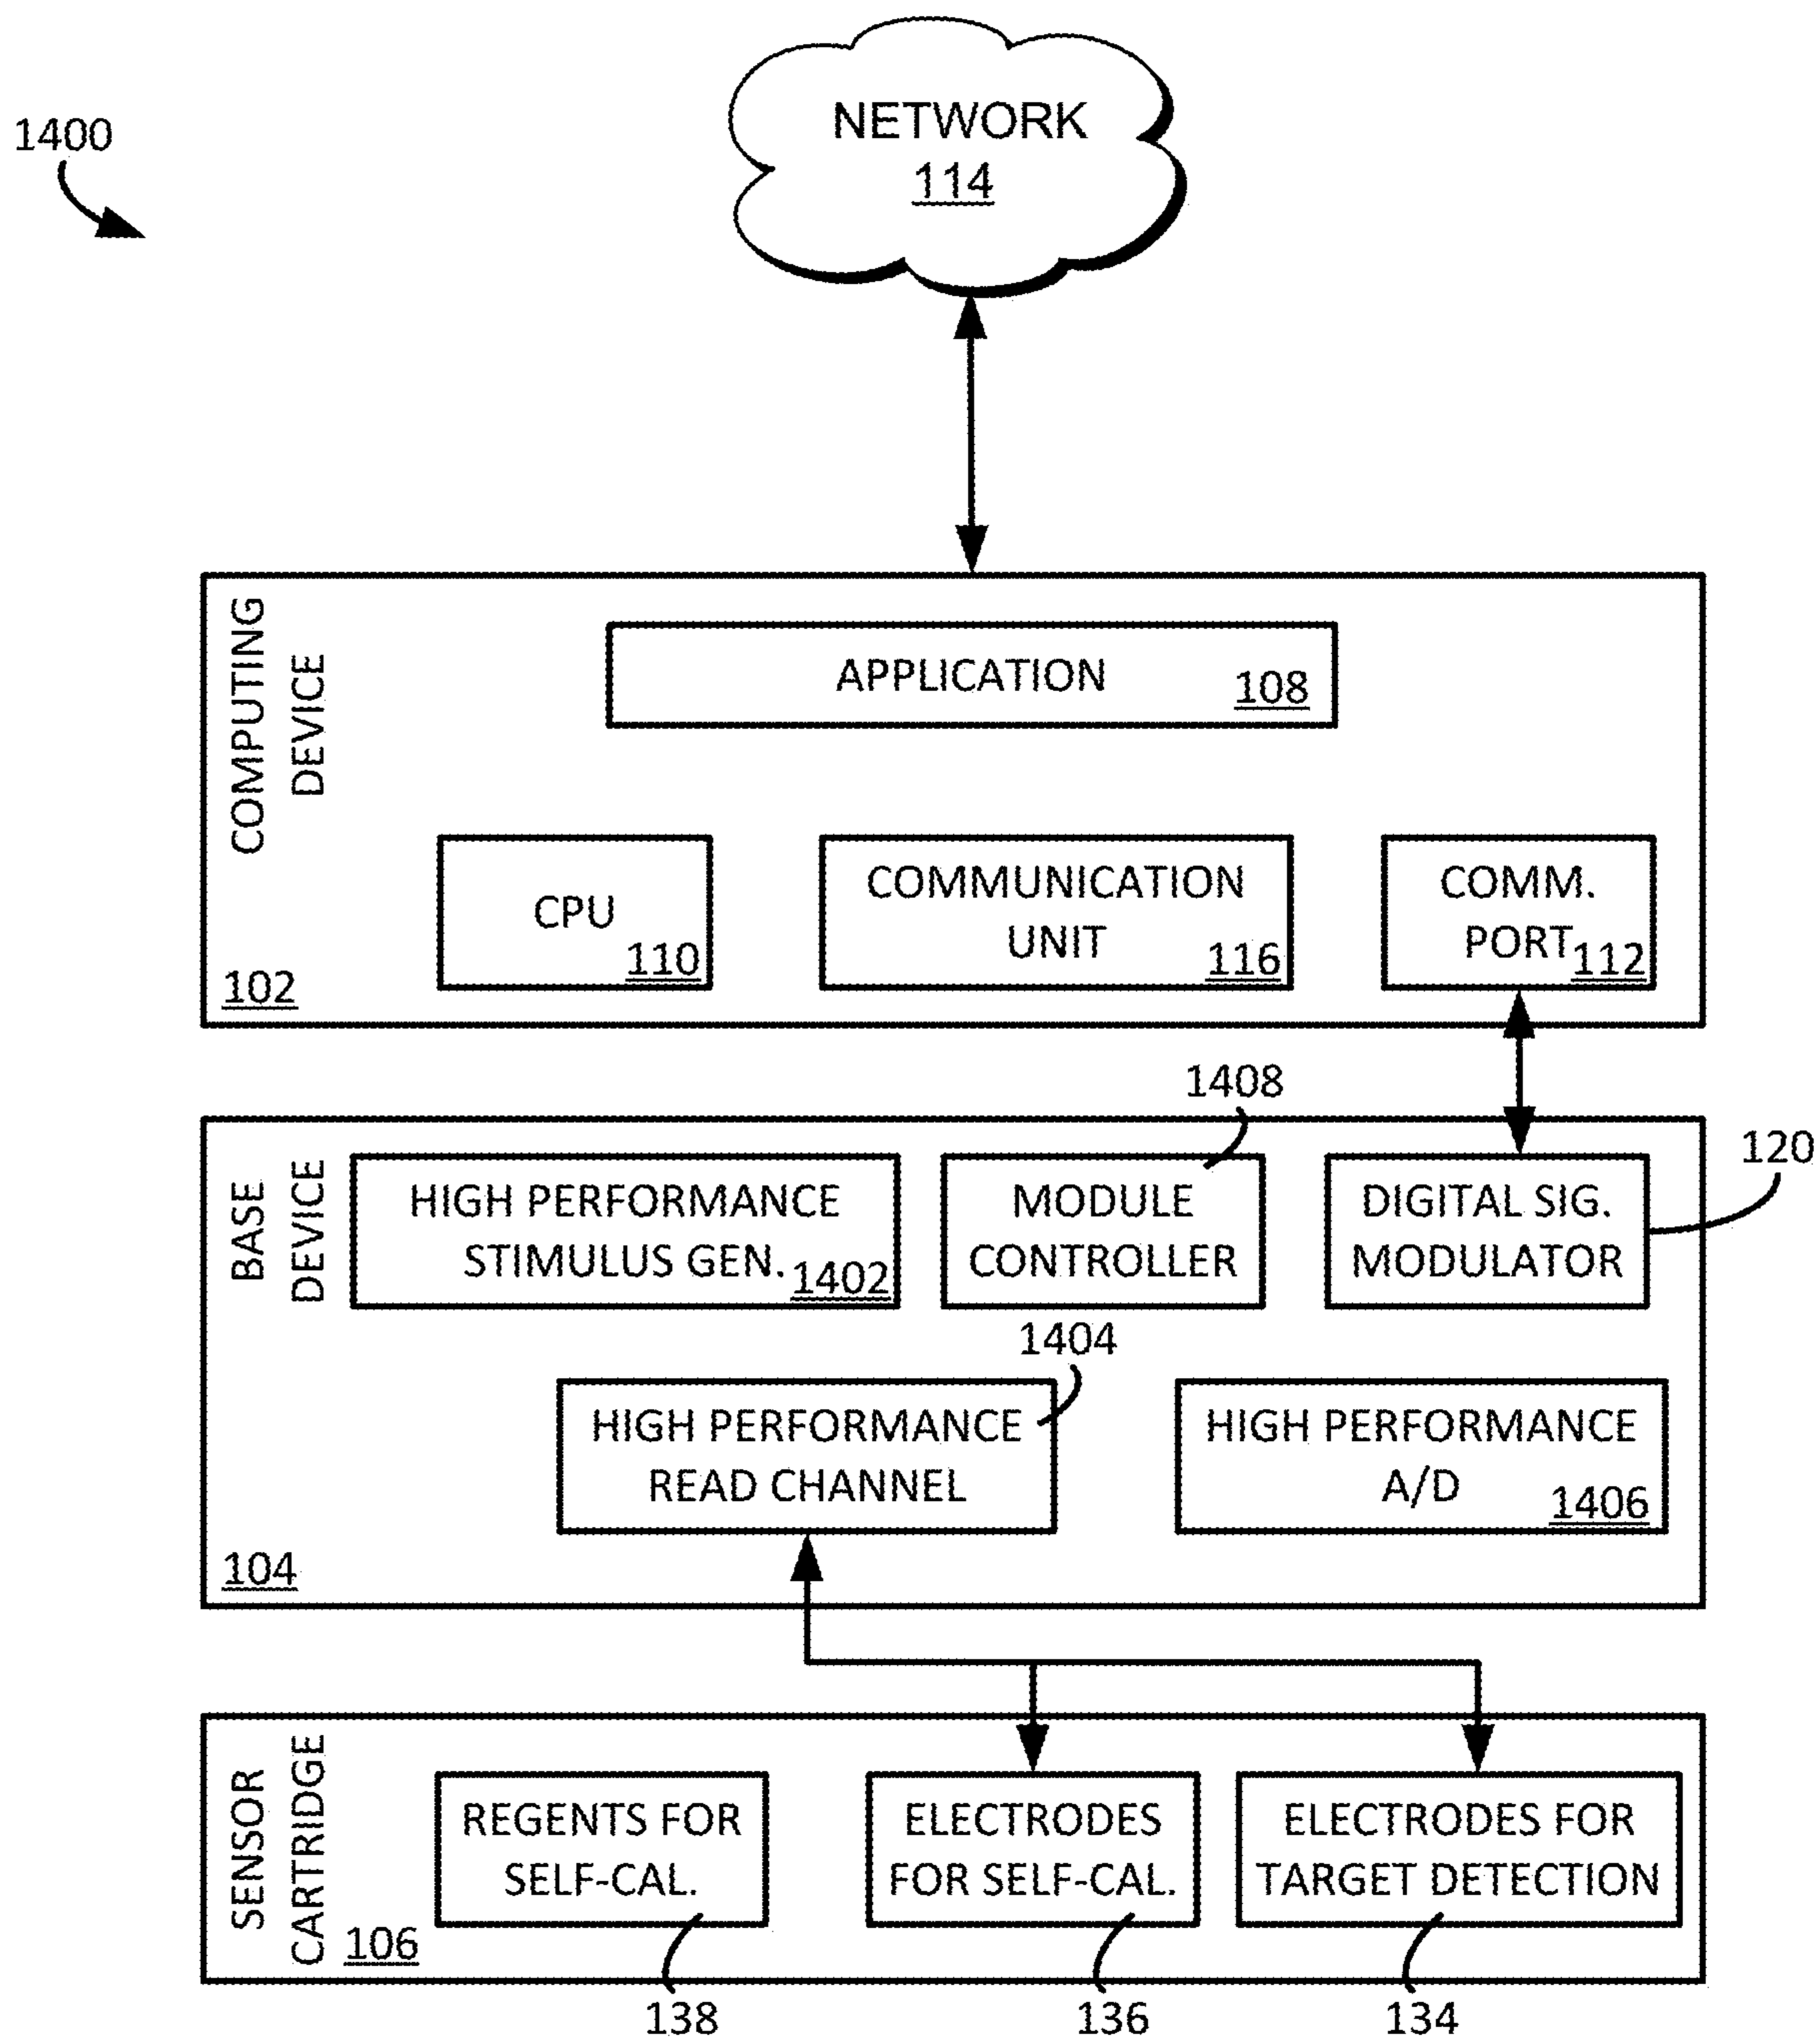 1400
NETWORK
114
COMPUTING
DEVICE
APPLICATION
108
CPU
110
COMMUNICATION
UNIT
116
COMM.
PORT
112
102
1408
120
BASE
DEVICE
HIGH PERFORMANCE
STIMULUS GEN.
1402
MODULE
CONTROLLER
DIGITAL SIG.
MODULATOR
1404
HIGH PERFORMANCE
READ CHANNEL
HIGH PERFORMANCE
A/D
1406
104
SENSOR
CARTRIDGE
106
REGENTS FOR
SELF-CAL.
ELECTRODES
FOR SELF-CAL.
ELECTRODES FOR
TARGET DETECTION
138
136
134